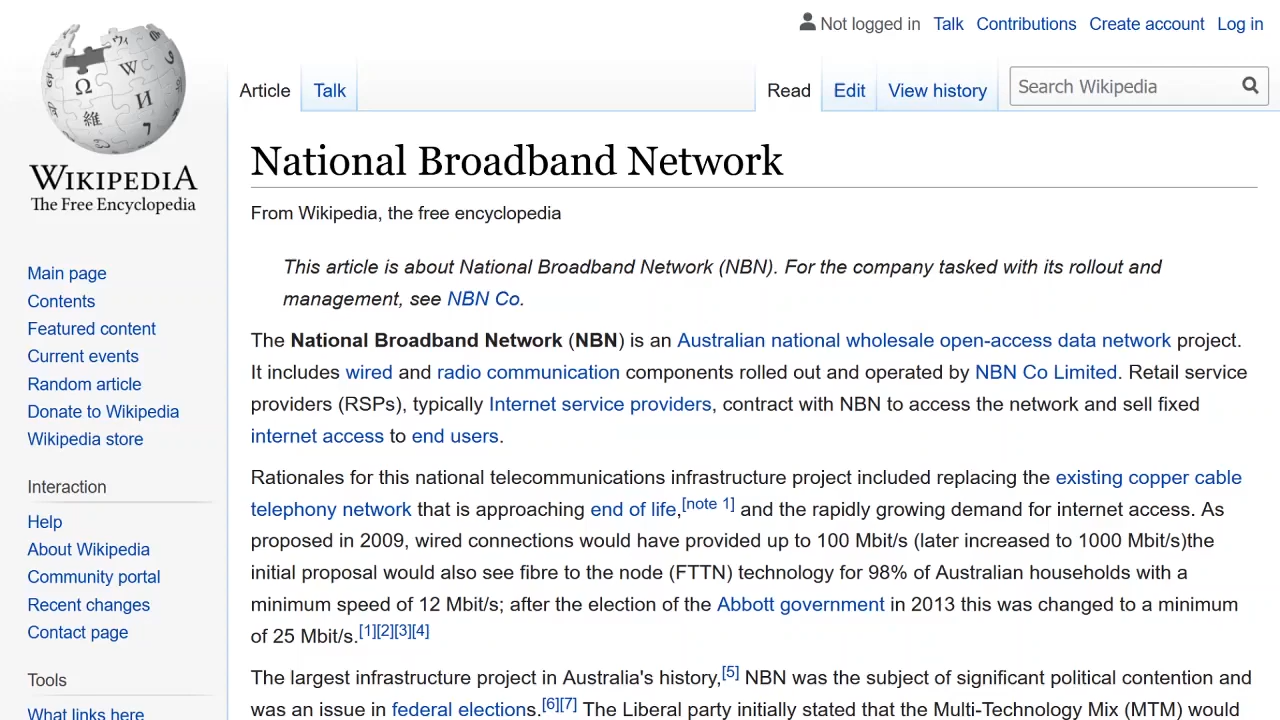 Not logged in Talk Contributions Create account Log in
Article Talk Read Edit View history Search Wikipedia
WIKIPEDIA
The Free Encyclopedia
Main page
Contents
Featured content
Current events
Random article
Donate to Wikipedia
Wikipedia store
Interaction
Help
About Wikipedia
Community portal
Recent changes
Contact page
Tools
What links here
National Broadband Network
From Wikipedia, the free encyclopedia
This article is about National Broadband Network (NBN). For the company tasked with its rollout and
management, see NBN Co.
The National Broadband Network (NBN) is an Australian national wholesale open-access data network project.
It includes wired and radio communication components rolled out and operated by NBN Co Limited. Retail service
providers (RSPs), typically Internet service providers, contract with NBN to access the network and sell fixed
internet access to end users.
Rationales for this national telecommunications infrastructure project included replacing the existing copper cable
telephony network that is approaching end of life,[note 1] and the rapidly growing demand for internet access. As
proposed in 2009, wired connections would have provided up to 100 Mbit/s (later increased to 1000 Mbit/s)the
initial proposal would also see fibre to the node (FTTN) technology for 98% of Australian households with a
minimum speed of 12 Mbit/s; after the election of the Abbott government in 2013 this was changed to a minimum
of 25 Mbit/s.[1][2][3][4]
The largest infrastructure project in Australia's history,[5] NBN was the subject of significant political contention and
was an issue in federal elections.[6][7] The Liberal party initially stated that the Multi-Technology Mix (MTM) would